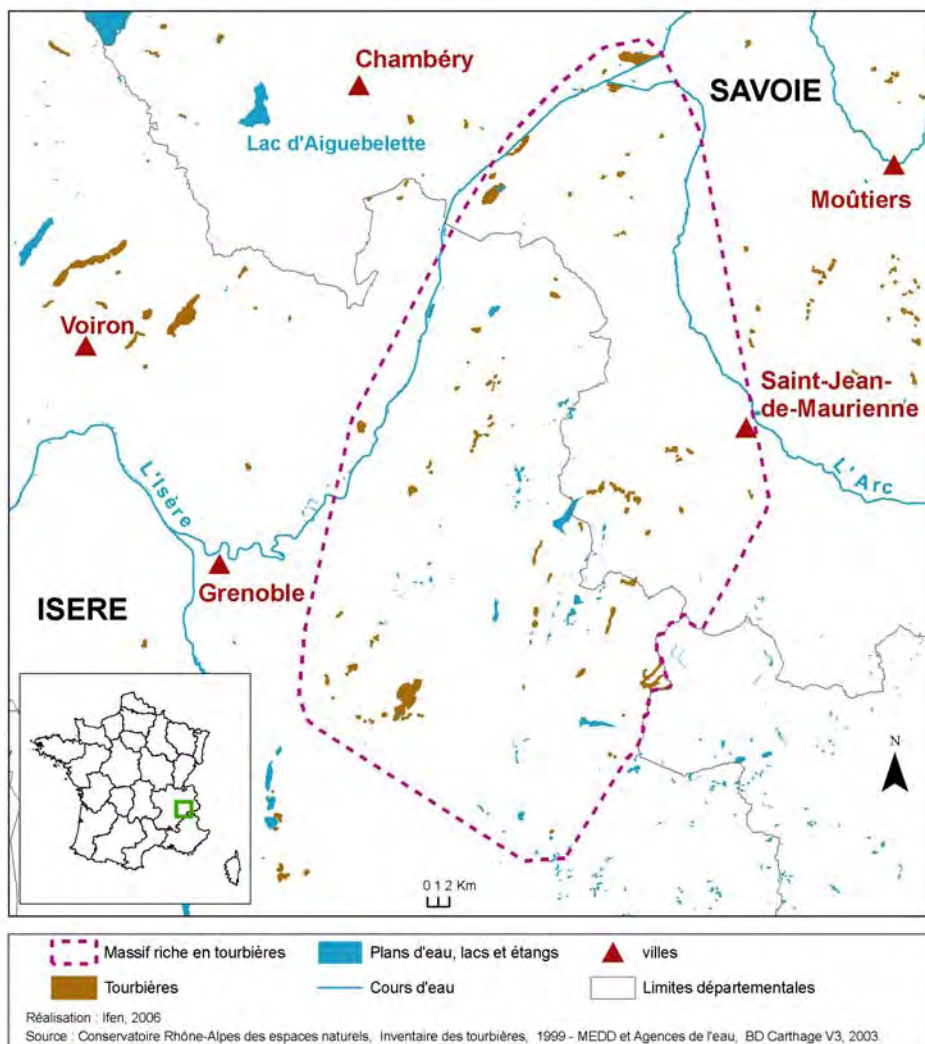 Chambéry
SAVOIE
Lac d'Aiguebelette
Moûtiers
Voiron
Saint-Jean-
de-Maurienne
L'Isère
L'Arc
Grenoble
ISERE
N
0 1 2 Km
Massif riche en tourbières
Plans d'eau, lacs et étangs
villes
Tourbières
Cours d'eau
Limites départementales
Réalisation : Ifen, 2006
Source : Conservatoire Rhône-Alpes des espaces naturels, Inventaire des tourbières, 1999 - MEDD et Agences de l'eau, BD Carthage V3, 2003.